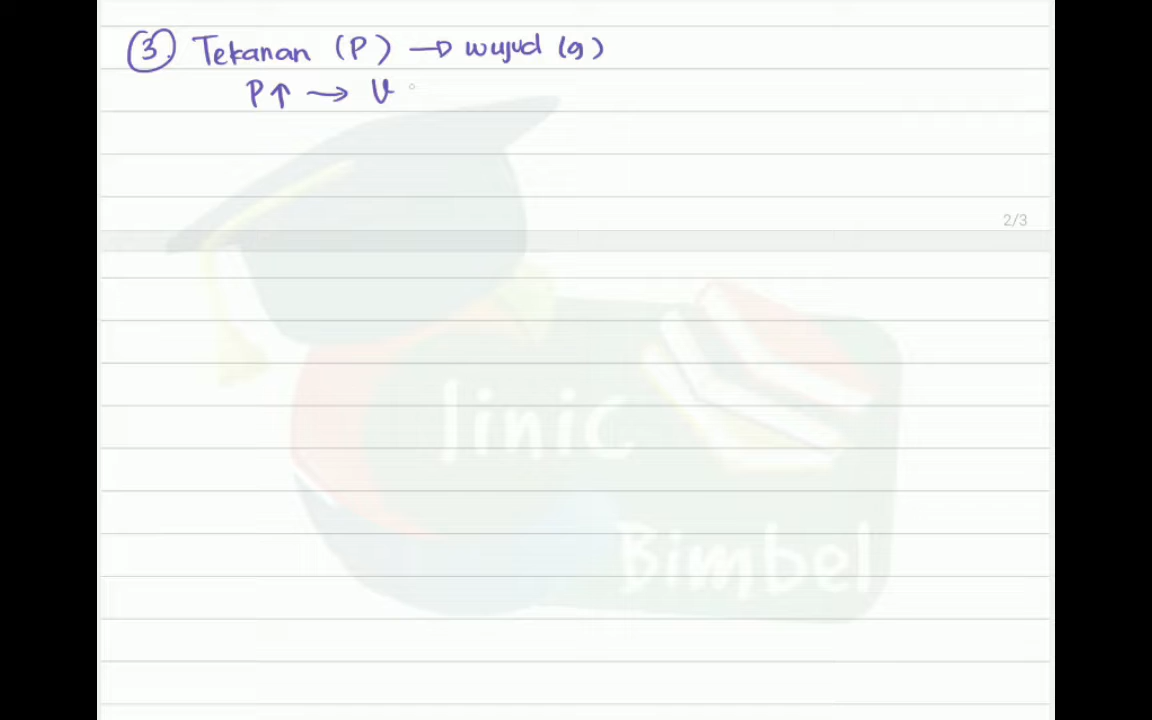 ③ Tekanan (P) → wujud (g)
P↑ → V
2/3
linic
Bimbel